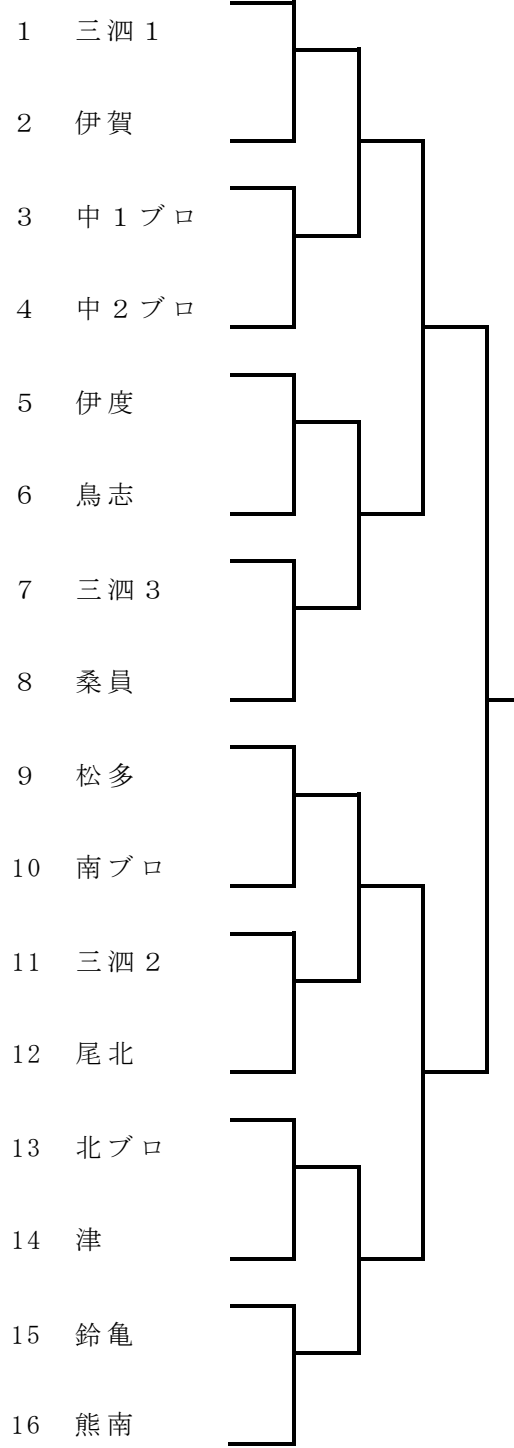 1 三泗１
2 伊賀
3 中１ブロ
4 中２ブロ
5 伊度
6 鳥志
7 三泗３
8 桑員
9 松多
10 南ブロ
11 三泗２
12 尾北
13 北ブロ
14 津
15 鈴亀
16 熊南